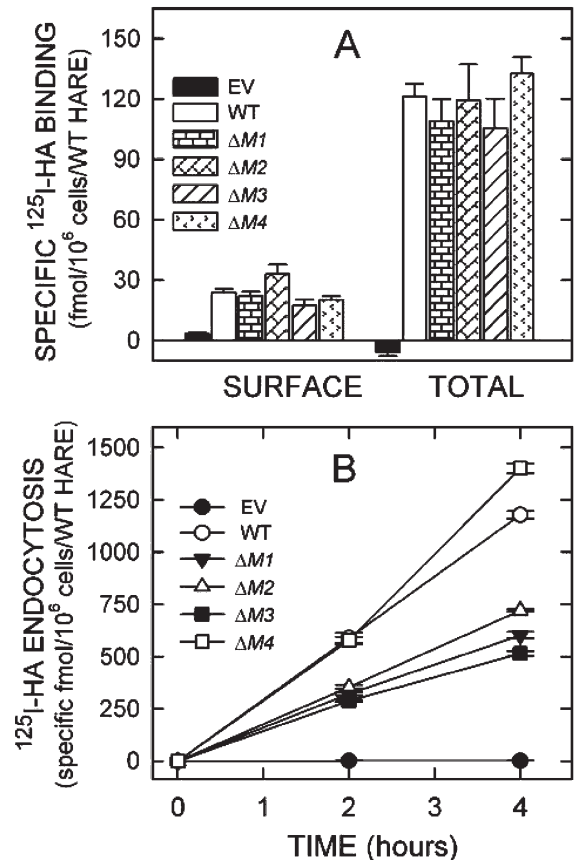 A
SPECIFIC ¹²⁵I-HA BINDING
(fmol/10⁶ cells/WT HARE)
150
120
90
60
30
0
EV
WT
ΔM1
ΔM2
ΔM3
ΔM4
SURFACE TOTAL
B
¹²⁵I-HA ENDOCYTOSIS
(specific fmol/10⁶ cells/WT HARE)
1500
1250
1000
750
500
250
0
EV
WT
ΔM1
ΔM2
ΔM3
ΔM4
0 1 2 3 4
TIME (hours)